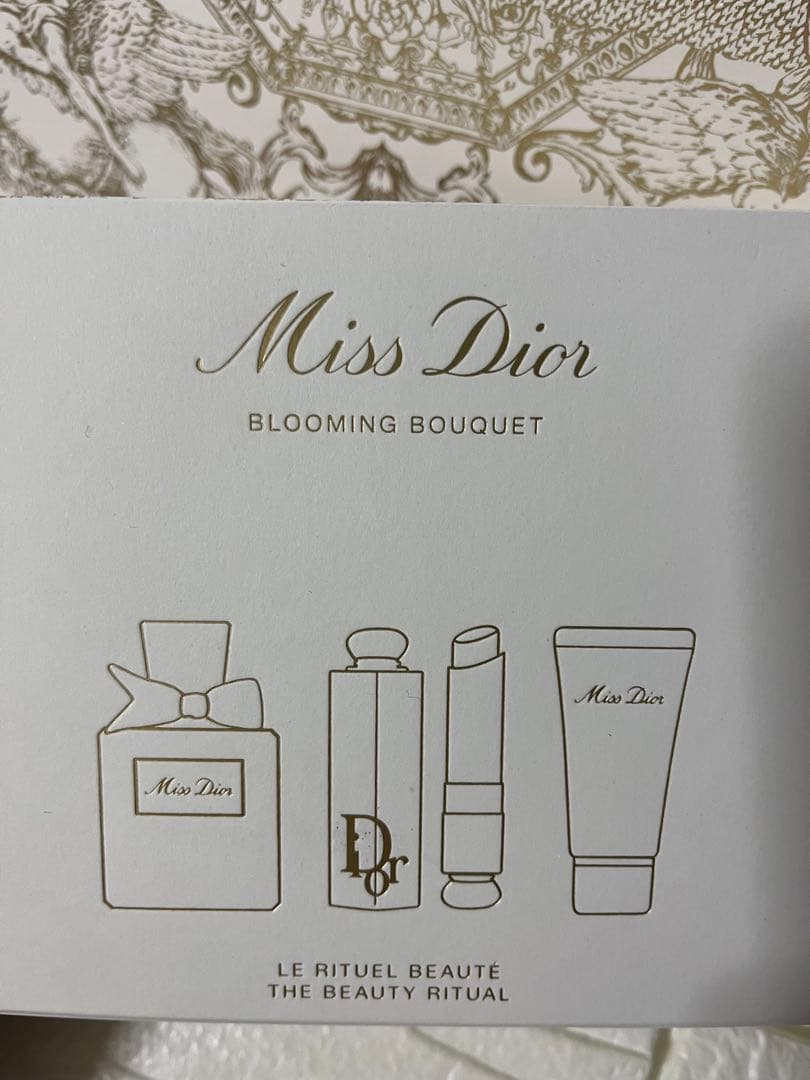 Miss Dior
BLOOMING BOUQUET
Miss Dior
Dior
Miss Dior
LE RITUEL BEAUTÉ
THE BEAUTY RITUAL